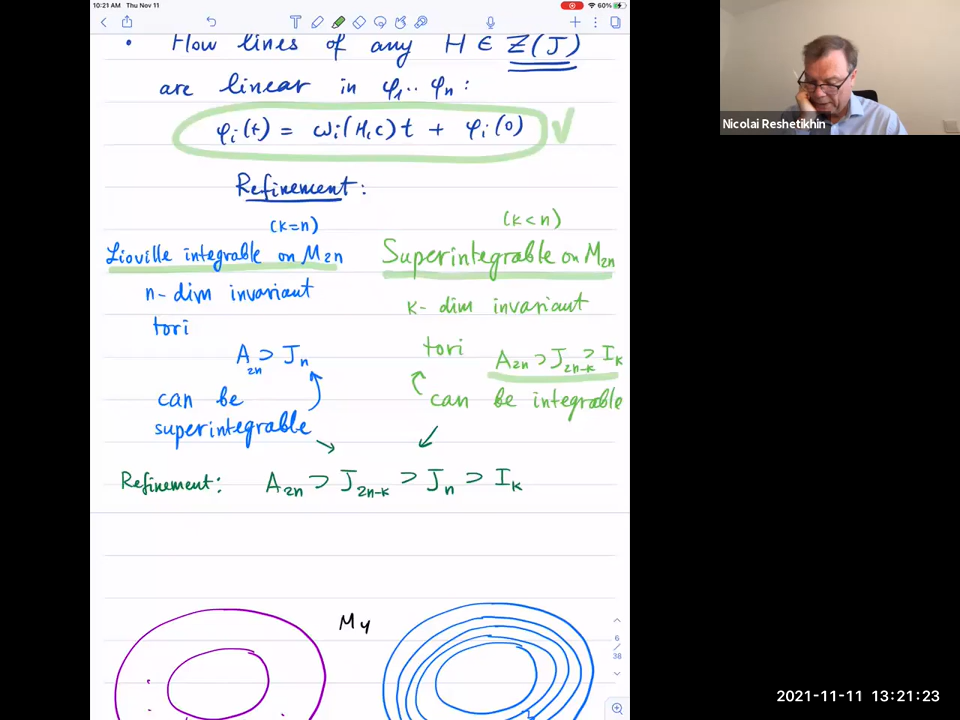 10:21 AM Thu Nov 11
60%
• Flow lines of any H ∈ Z(J)
are linear in φ₁..φₙ:
φᵢ(t) = ωᵢ(H,c)t + φᵢ(0) ✓
Refinement:
(k=n)
Lioville integrable on M₂ₙ
n-dim invariant
tori
A₂ₙ ⊃ Jₙ
can be
superintegrable
(k<n)
Superintegrable on M₂ₙ
k-dim invariant
tori A₂ₙ ⊃ J₂ₙ₋ₖ ⊃ Iₖ
can be integrable
Refinement: A₂ₙ ⊃ J₂ₙ₋ₖ ⊃ Jₙ ⊃ Iₖ
M₄
6
/
38
Nicolai Reshetikhin
2021-11-11 13:21:23